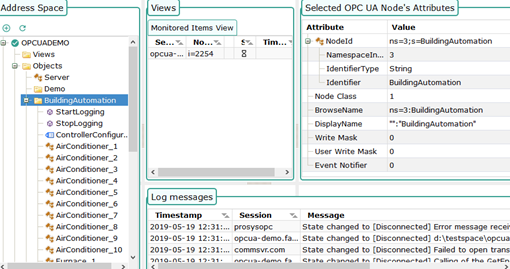 Address Space
OPCUADEMO
Views
Objects
Server
Demo
BuildingAutomation
StartLogging
StopLogging
ControllerConfigur...
AirConditioner_1
AirConditioner_2
AirConditioner_3
AirConditioner_4
AirConditioner_5
AirConditioner_6
AirConditioner_7
AirConditioner_8
AirConditioner_9
AirConditioner_10
Furnace_1
Views
Monitored Items View
Se... No... S... Tim...
opcua-... i=2254
Selected OPC UA Node's Attributes
Attribute Value
NodeId ns=3;s=BuildingAutomation
NamespaceIn... 3
IdentifierType String
Identifier BuildingAutomation
Node Class 1
BrowseName ns=3:BuildingAutomation
DisplayName "":"BuildingAutomation"
Write Mask 0
User Write Mask 0
Event Notifier 0
Log messages
Timestamp Session Message
2019-05-19 12:31:... prosysopc State changed to [Disconnected] Error message receiv
2019-05-19 12:31:... opcua-demo.fa... State changed to [Disconnected] d:\testspace\opcua
2019-05-19 12:31:... commsvr.com State changed to [Disconnected] Failed to open trans
2019-05-19 12:31:... opcua-demo.fa... State changed to [Disconnected] Calling of the GetEn